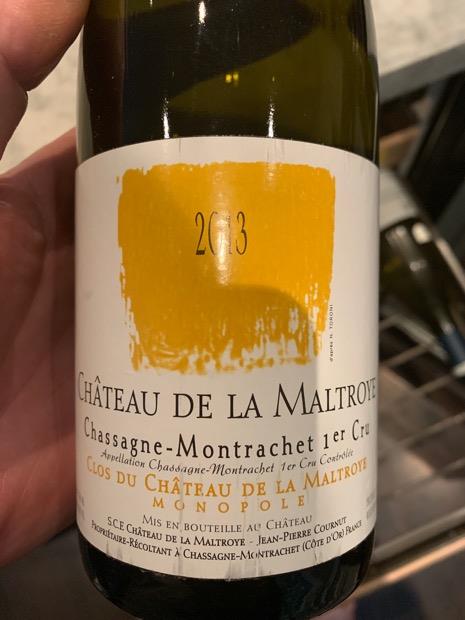 2013
d'après N. TORONI
CHÂTEAU DE LA MALTROYE
Chassagne-Montrachet 1er Cru
Appellation Chassagne-Montrachet 1er Cru Contrôlée
CLOS DU CHÂTEAU DE LA MALTROYE
MONOPOLE
MIS EN BOUTEILLE AU CHÂTEAU
S.C.E CHÂTEAU DE LA MALTROYE - JEAN-PIERRE CORNUT
PROPRIÉTAIRE-RÉCOLTANT À CHASSAGNE-MONTRACHET (CÔTE D'OR) FRANCE